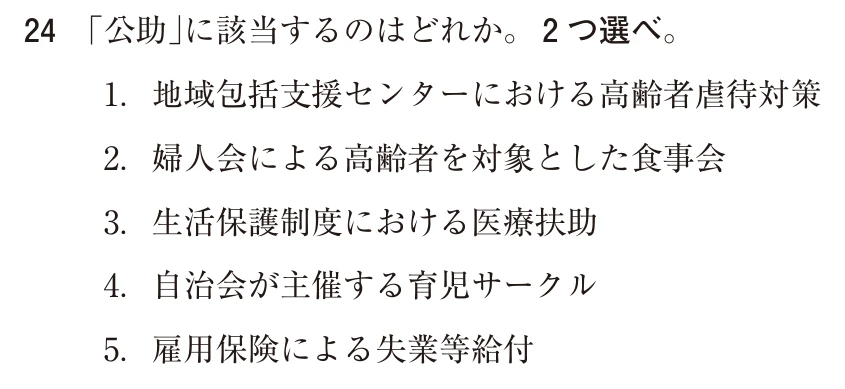 24 「公助」に該当するのはどれか。2つ選べ。
1. 地域包括支援センターにおける高齢者虐待対策
2. 婦人会による高齢者を対象とした食事会
3. 生活保護制度における医療扶助
4. 自治会が主催する育児サークル
5. 雇用保険による失業等給付